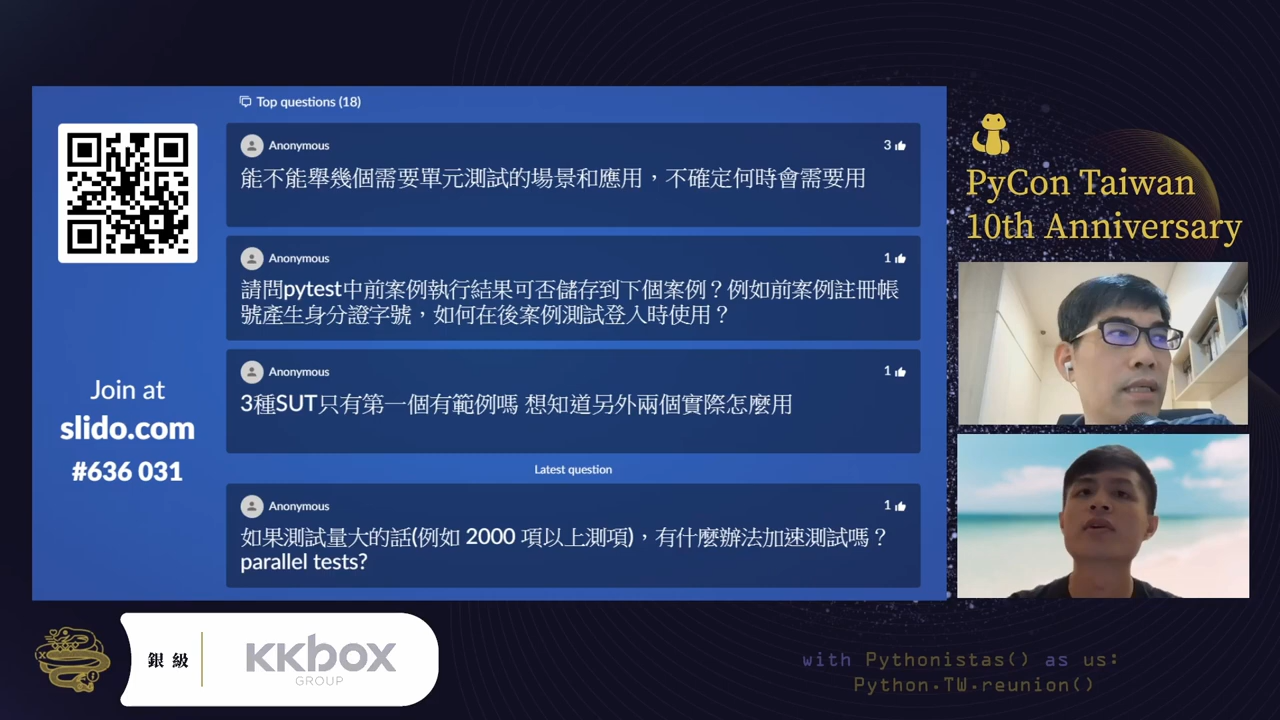 Top questions (18)
Anonymous
3
能不能舉幾個需要單元測試的場景和應用，不確定何時會需要用
Anonymous
1
請問pytest中前案例執行結果可否儲存到下個案例？例如前案例註冊帳
號產生身分證字號，如何在後案例測試登入時使用？
Anonymous
1
3種SUT只有第一個有範例嗎 想知道另外兩個實際怎麼用
Latest question
Anonymous
1
如果測試量大的話(例如 2000 項以上測項)，有什麼辦法加速測試嗎？
parallel tests?
Join at
slido.com
#636 031
PyCon Taiwan
10th Anniversary
銀級
KKBOX
GROUP
with Pythonistas() as us:
Python.TW.reunion()